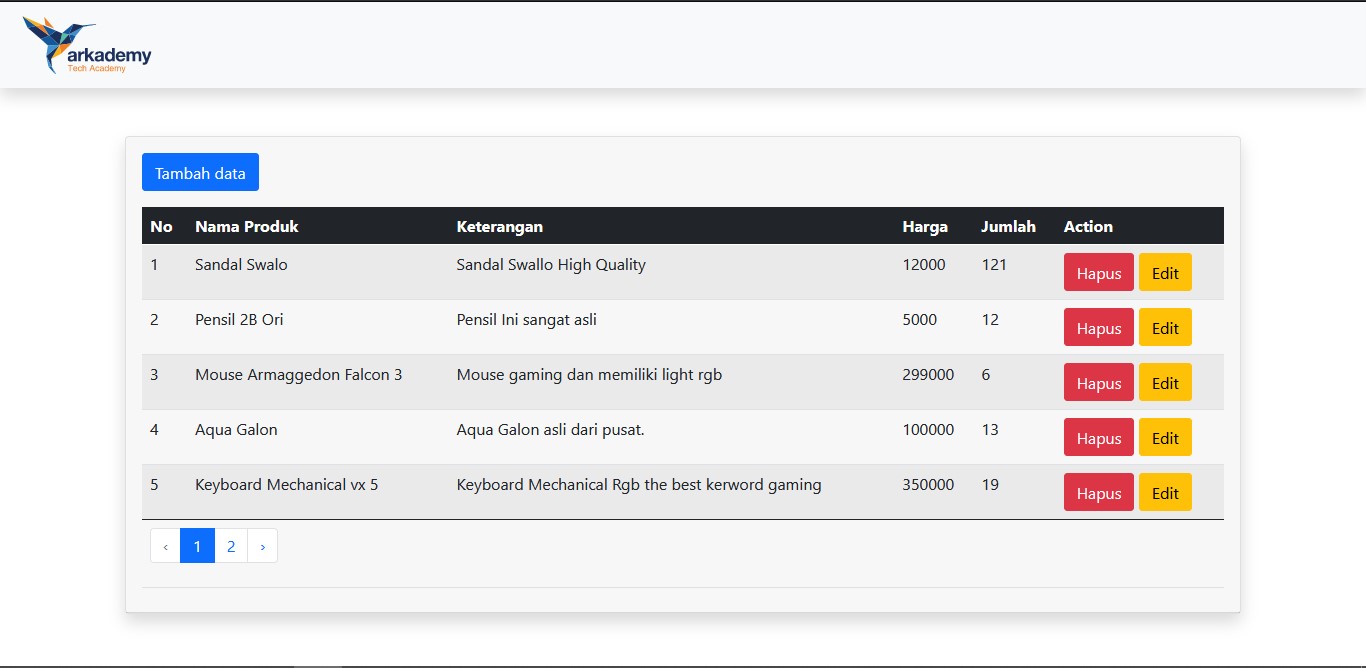 arkademy
Tech Academy
Tambah data
No Nama Produk Keterangan Harga Jumlah Action
1 Sandal Swalo Sandal Swallo High Quality 12000 121 Hapus Edit
2 Pensil 2B Ori Pensil Ini sangat asli 5000 12 Hapus Edit
3 Mouse Armaggedon Falcon 3 Mouse gaming dan memiliki light rgb 299000 6 Hapus Edit
4 Aqua Galon Aqua Galon asli dari pusat. 100000 13 Hapus Edit
5 Keyboard Mechanical vx 5 Keyboard Mechanical Rgb the best kerword gaming 350000 19 Hapus Edit
‹ 1 2 ›